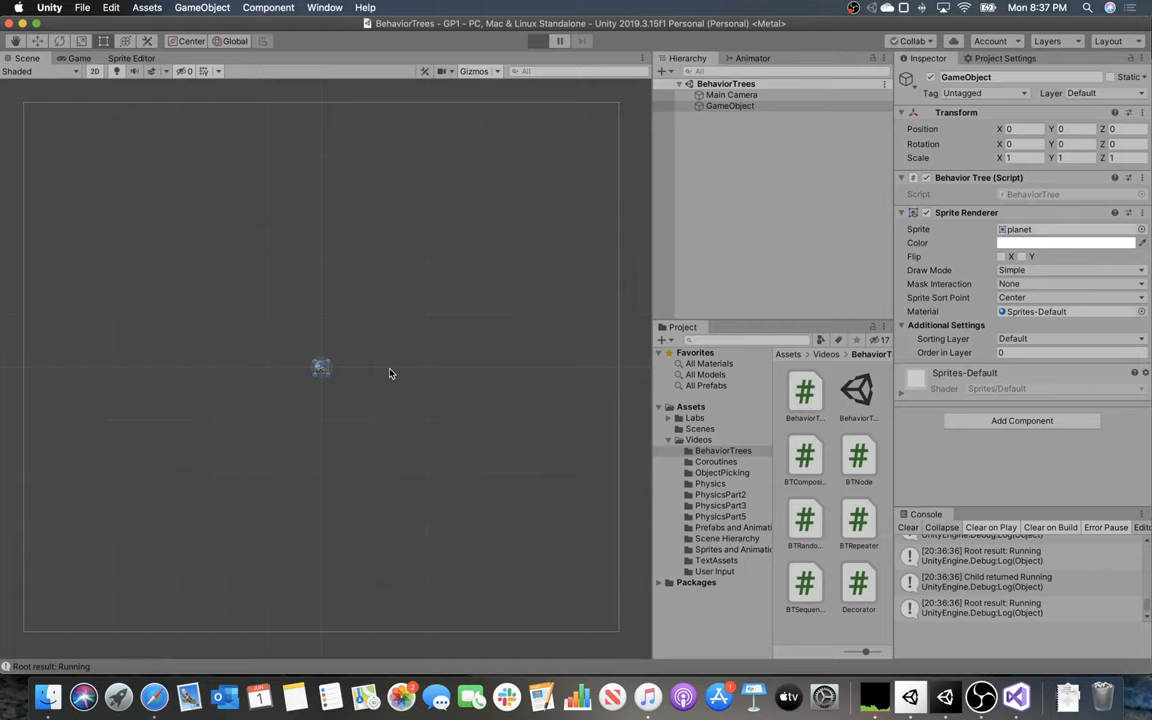 Unity File Edit Assets GameObject Component Window Help
Mon 8:37 PM
BehaviorTrees - GP1 - PC, Mac & Linux Standalone - Unity 2019.3.15f1 Personal (Personal) <Metal>
Center Global
Collab Account Layers Layout
Scene Game Sprite Editor
Shaded 2D 0 Gizmos All
Hierarchy Animator
All
BehaviorTrees
Main Camera
GameObject
Project
17
Favorites
All Materials
All Models
All Prefabs
Assets
Labs
Scenes
Videos
BehaviorTrees
Coroutines
ObjectPicking
Physics
PhysicsPart2
PhysicsPart3
PhysicsPart5
Prefabs and Animati
Scene Hierarchy
Sprites and Animatic
TextAssets
User Input
Packages
Assets Videos BehaviorT
BehaviorT... BehaviorT...
BTComposi... BTNode
BTRando... BTRepeater
BTSequen... Decorator
Inspector Project Settings
GameObject Static
Tag Untagged Layer Default
Transform
Position X 0 Y 0 Z 0
Rotation X 0 Y 0 Z 0
Scale X 1 Y 1 Z 1
Behavior Tree (Script)
Script BehaviorTree
Sprite Renderer
Sprite planet
Color
Flip X Y
Draw Mode Simple
Mask Interaction None
Sprite Sort Point Center
Material Sprites-Default
Additional Settings
Sorting Layer Default
Order in Layer 0
Sprites-Default
Shader Sprites/Default
Add Component
Console
Clear Collapse Clear on Play Clear on Build Error Pause Edito
UnityEngine.Debug:Log(Object)
[20:36:36] Root result: Running
UnityEngine.Debug:Log(Object)
[20:36:36] Child returned Running
UnityEngine.Debug:Log(Object)
[20:36:36] Root result: Running
UnityEngine.Debug:Log(Object)
Root result: Running